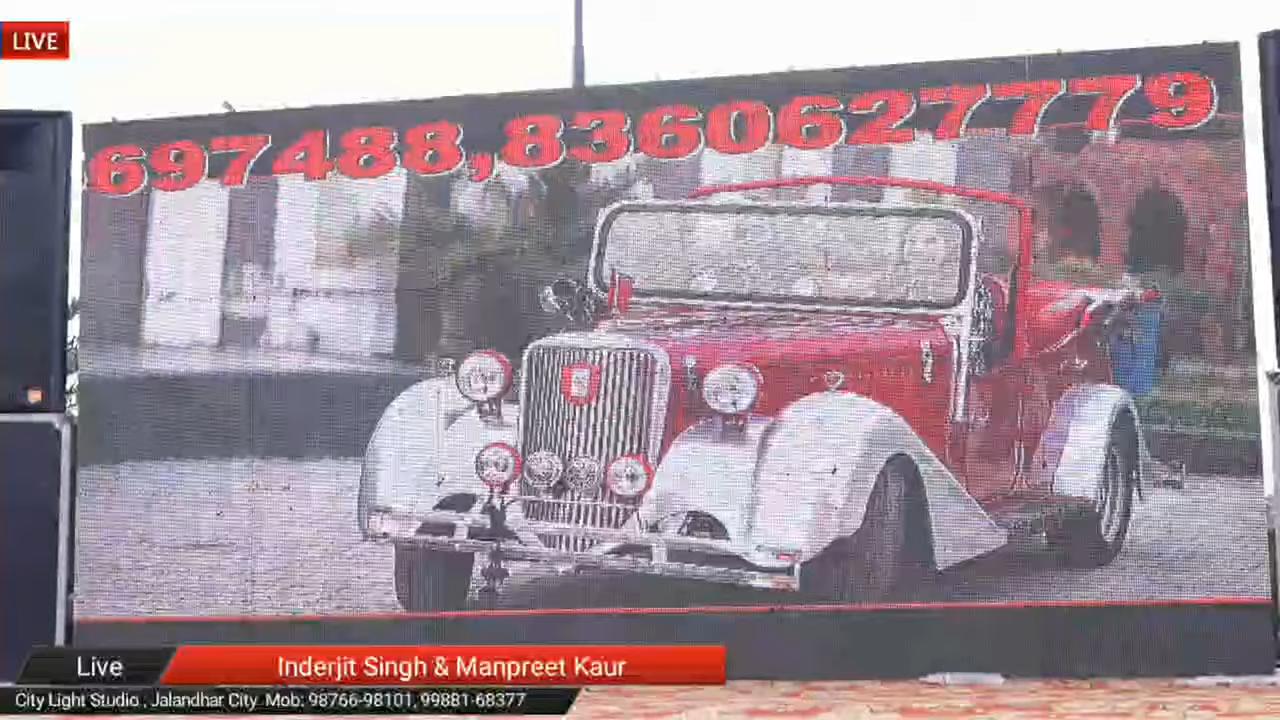 LIVE
697488,8360627779
Live
Inderjit Singh & Manpreet Kaur
City Light Studio , Jalandhar City Mob: 98766-98101, 99881-68377